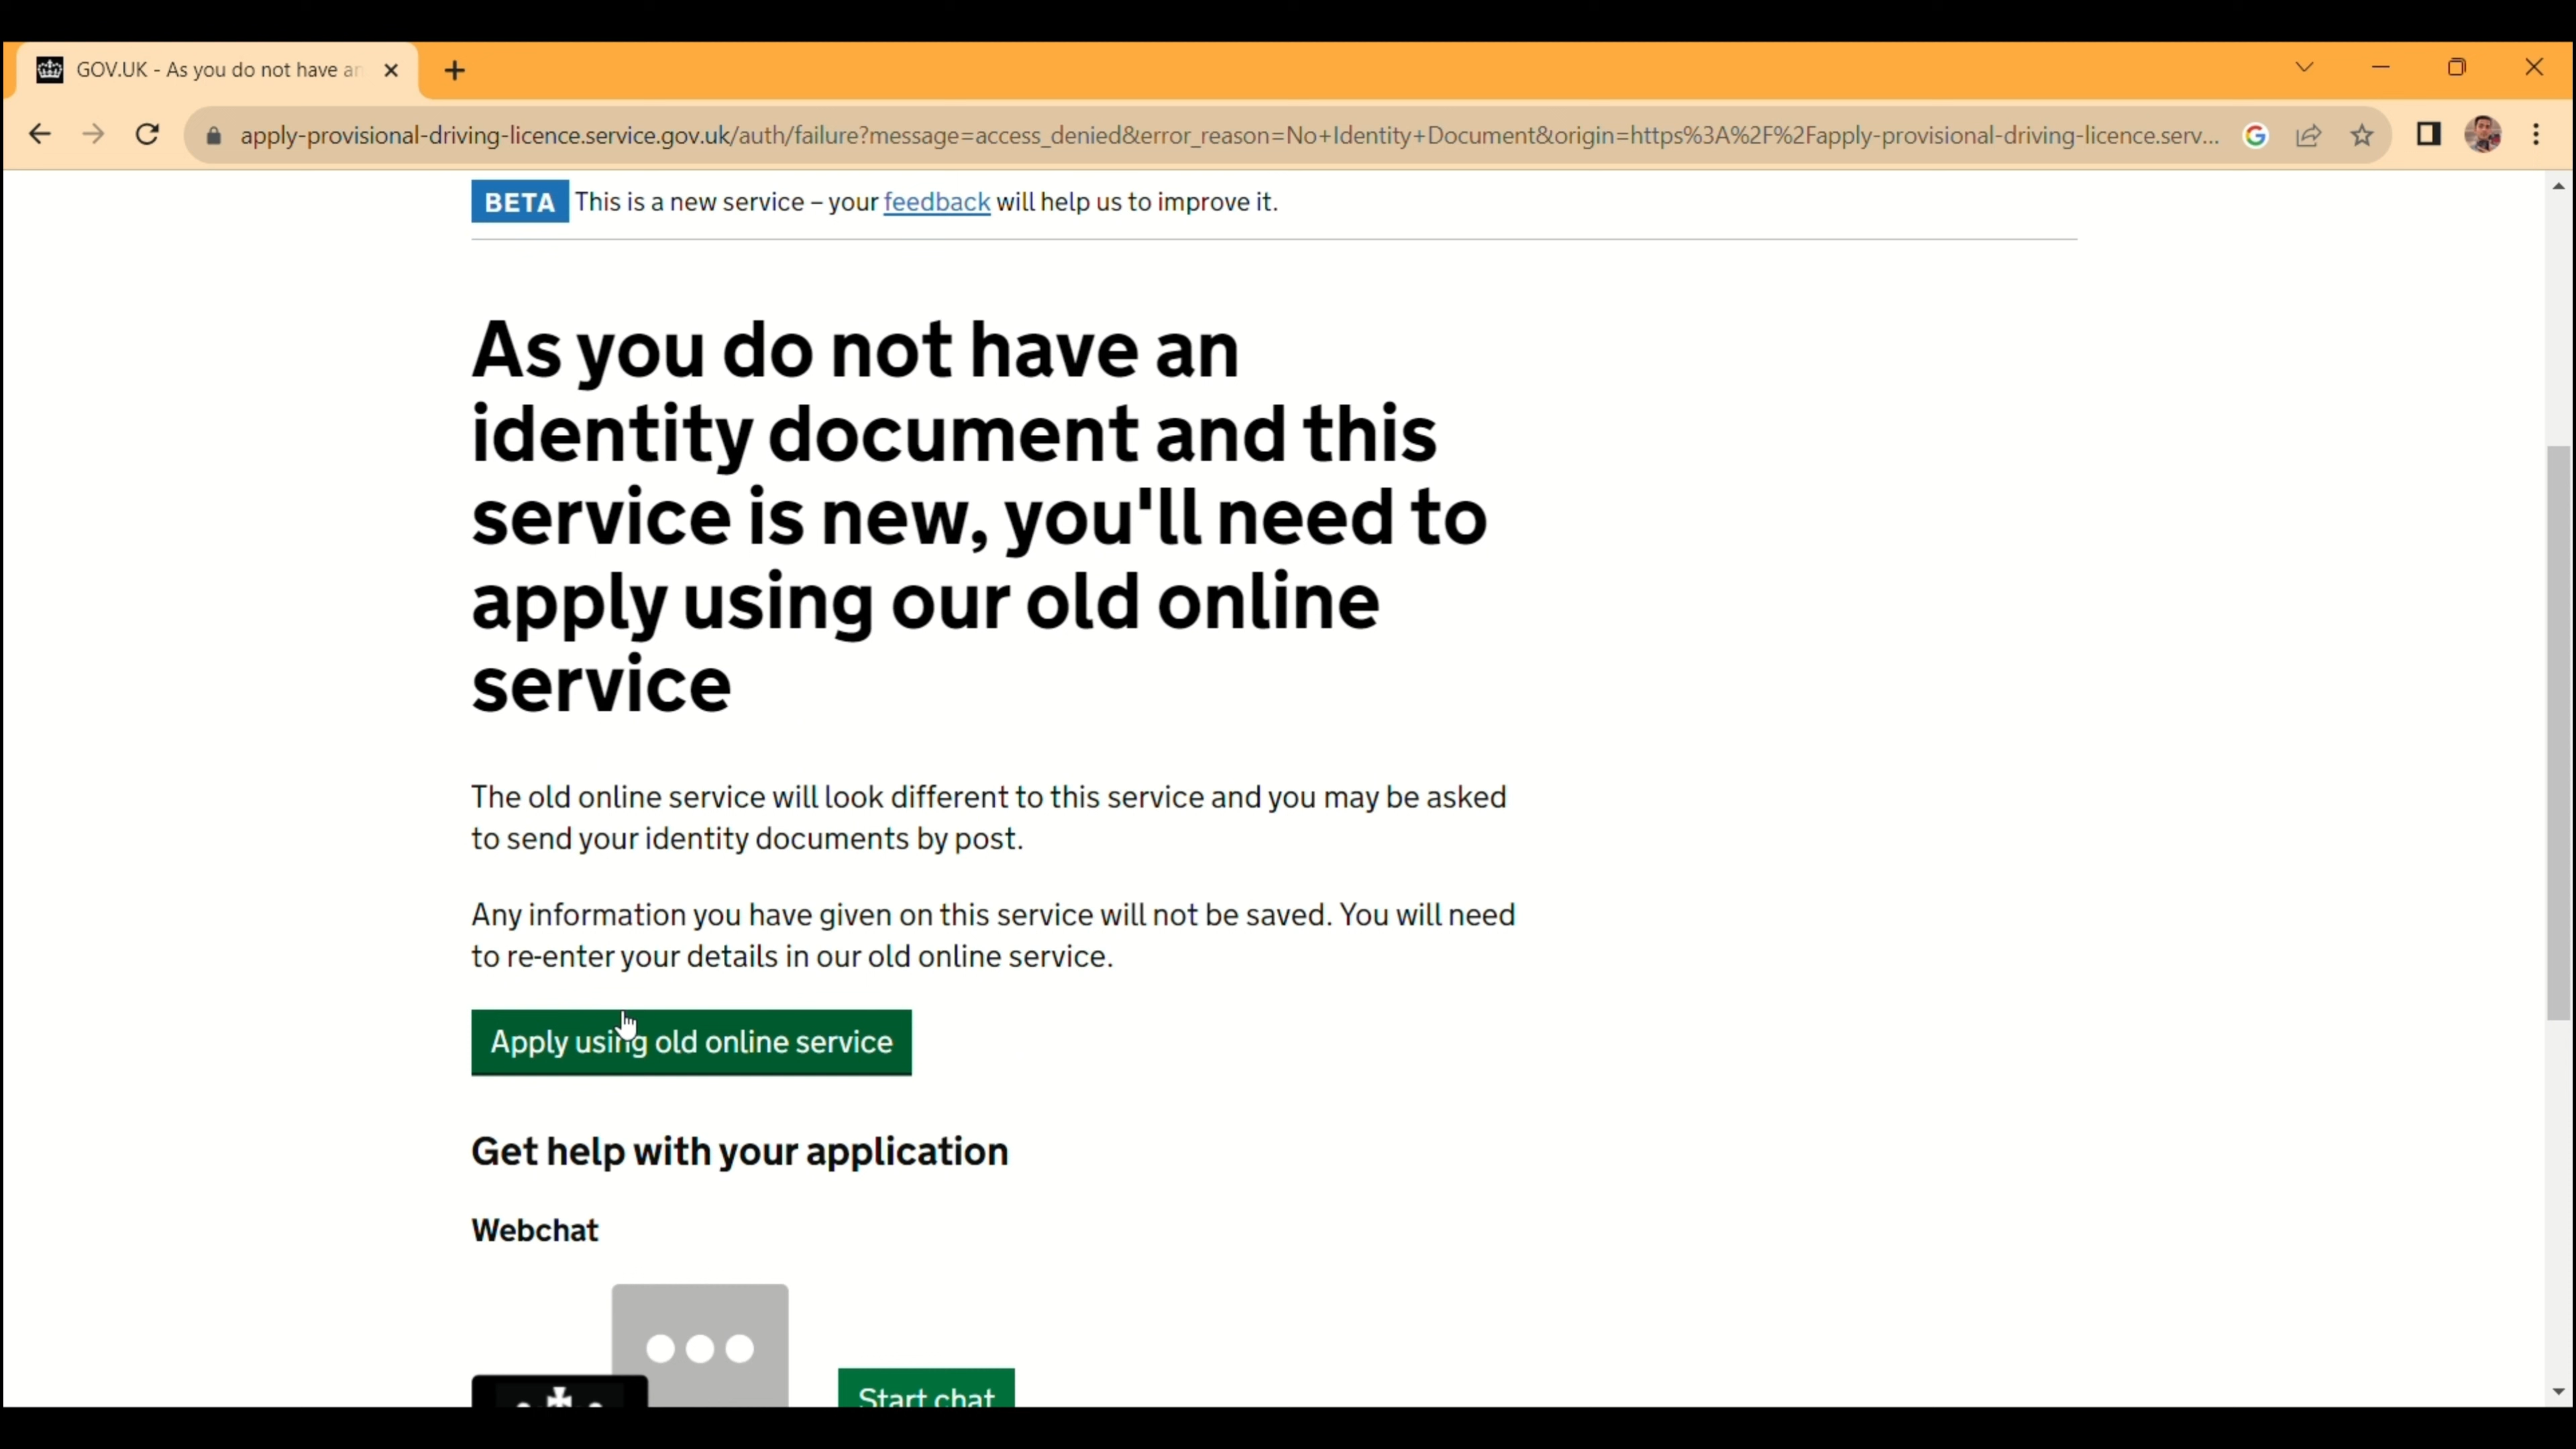 GOV.UK - As you do not have an
apply-provisional-driving-licence.service.gov.uk/auth/failure?message=access_denied&error_reason=No+Identity+Document&origin=https%3A%2F%2Fapply-provisional-driving-licence.serv...
BETA This is a new service – your feedback will help us to improve it.
As you do not have an
identity document and this
service is new, you'll need to
apply using our old online
service
The old online service will look different to this service and you may be asked
to send your identity documents by post.
Any information you have given on this service will not be saved. You will need
to re-enter your details in our old online service.
Apply using old online service
Get help with your application
Webchat
Start chat